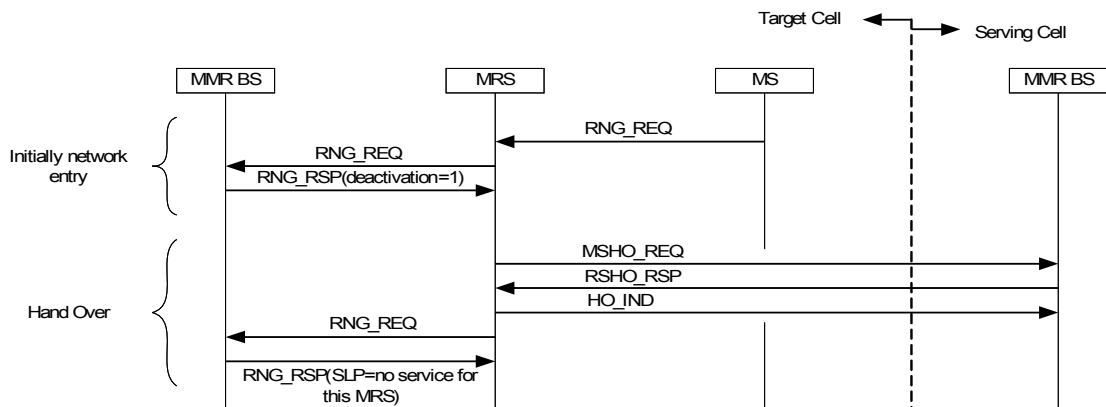 Target Cell
Serving Cell
MMR BS
MRS
MS
MMR BS
RNG_REQ
Initially network
entry
RNG_REQ
RNG_RSP(deactivation=1)
MSHO_REQ
RSHO_RSP
HO_IND
Hand Over
RNG_REQ
RNG_RSP(SLP=no service for
this MRS)